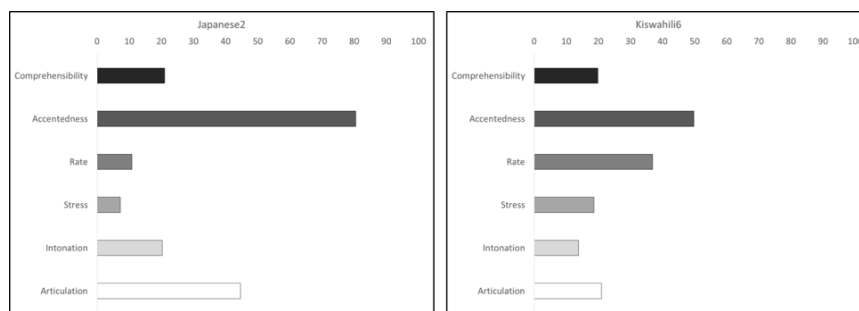 Japanese2
0 10 20 30 40 50 60 70 80 90 100
Comprehensibility
Accentedness
Rate
Stress
Intonation
Articulation
Kiswahili6
0 10 20 30 40 50 60 70 80 90 100
Comprehensibility
Accentedness
Rate
Stress
Intonation
Articulation